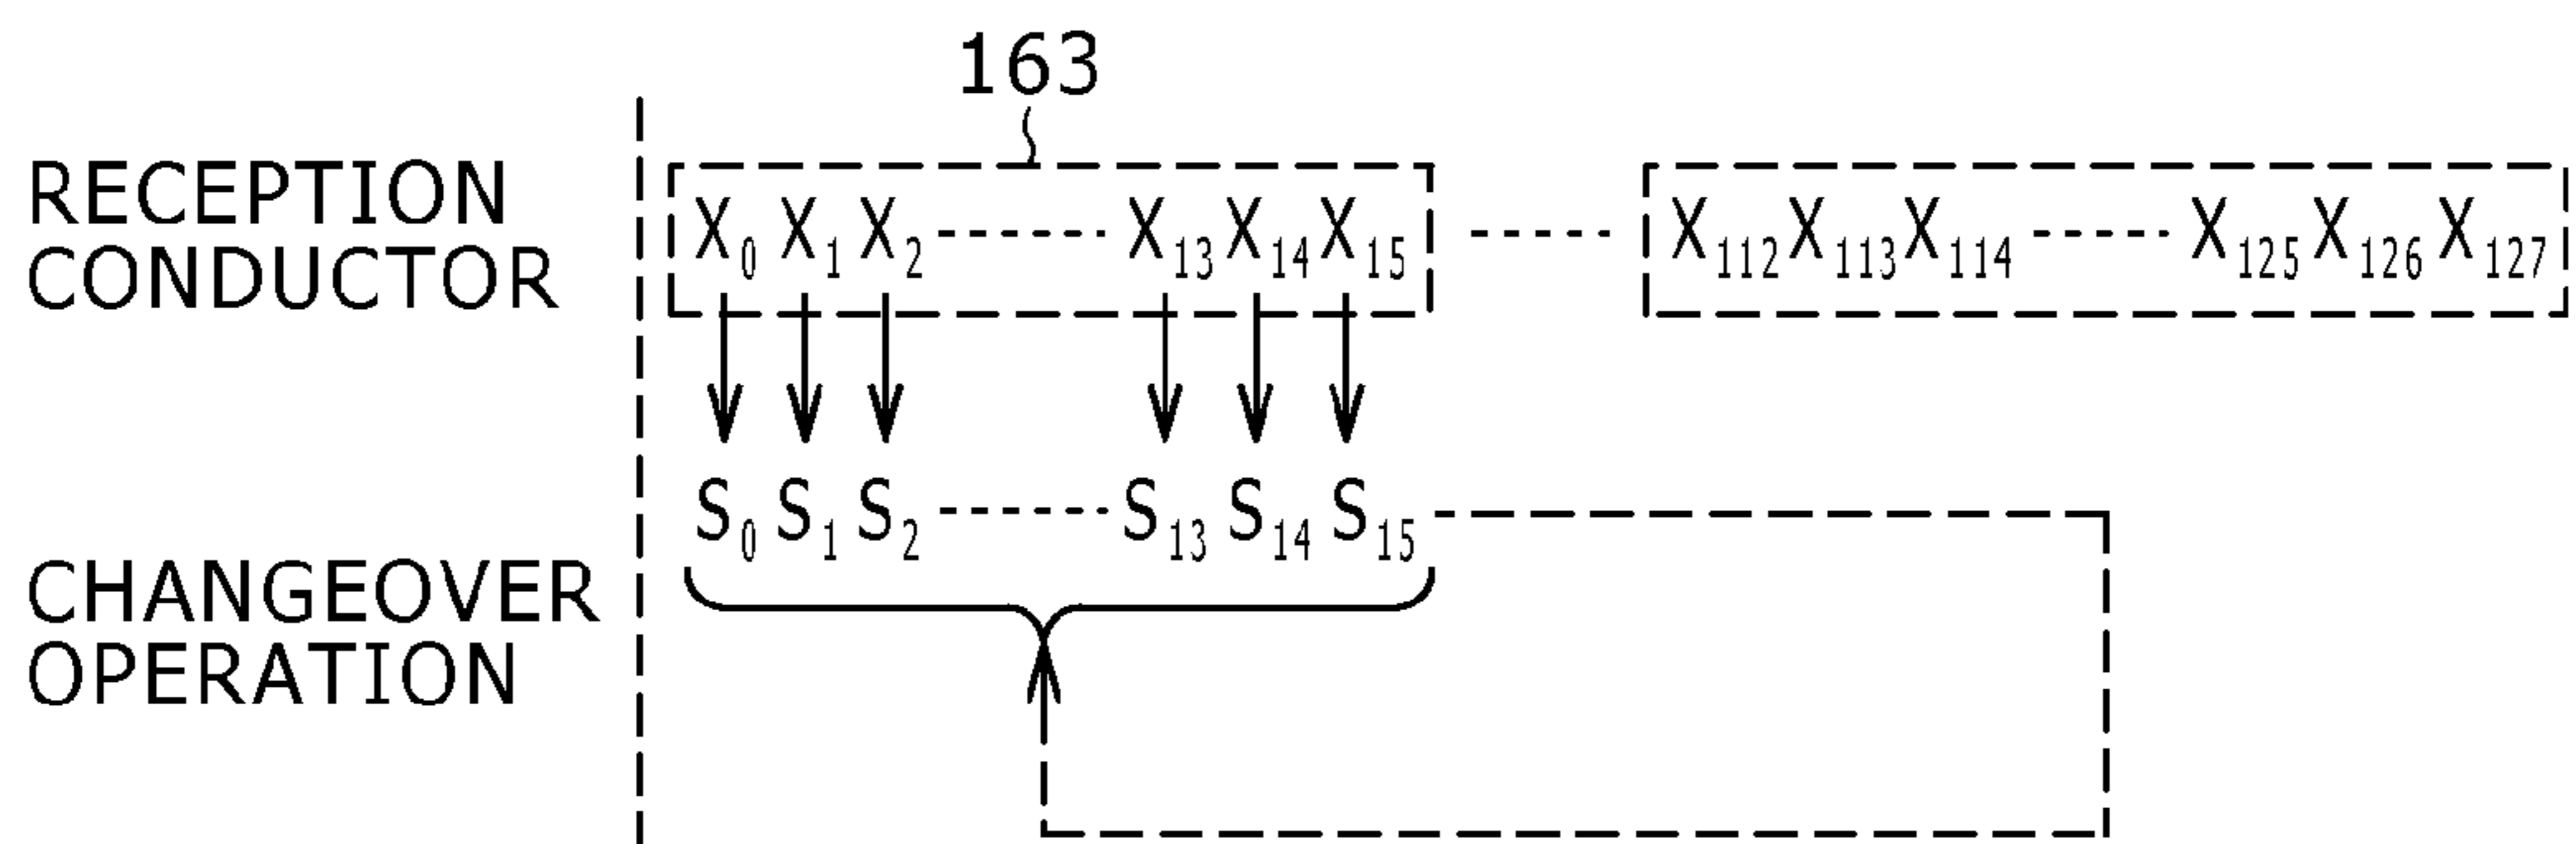 163
RECEPTION
CONDUCTOR
X₀ X₁ X₂ ------ X₁₃ X₁₄ X₁₅ ----- X₁₁₂ X₁₁₃ X₁₁₄ ----- X₁₂₅ X₁₂₆ X₁₂₇
S₀ S₁ S₂ ------ S₁₃ S₁₄ S₁₅
CHANGEOVER
OPERATION